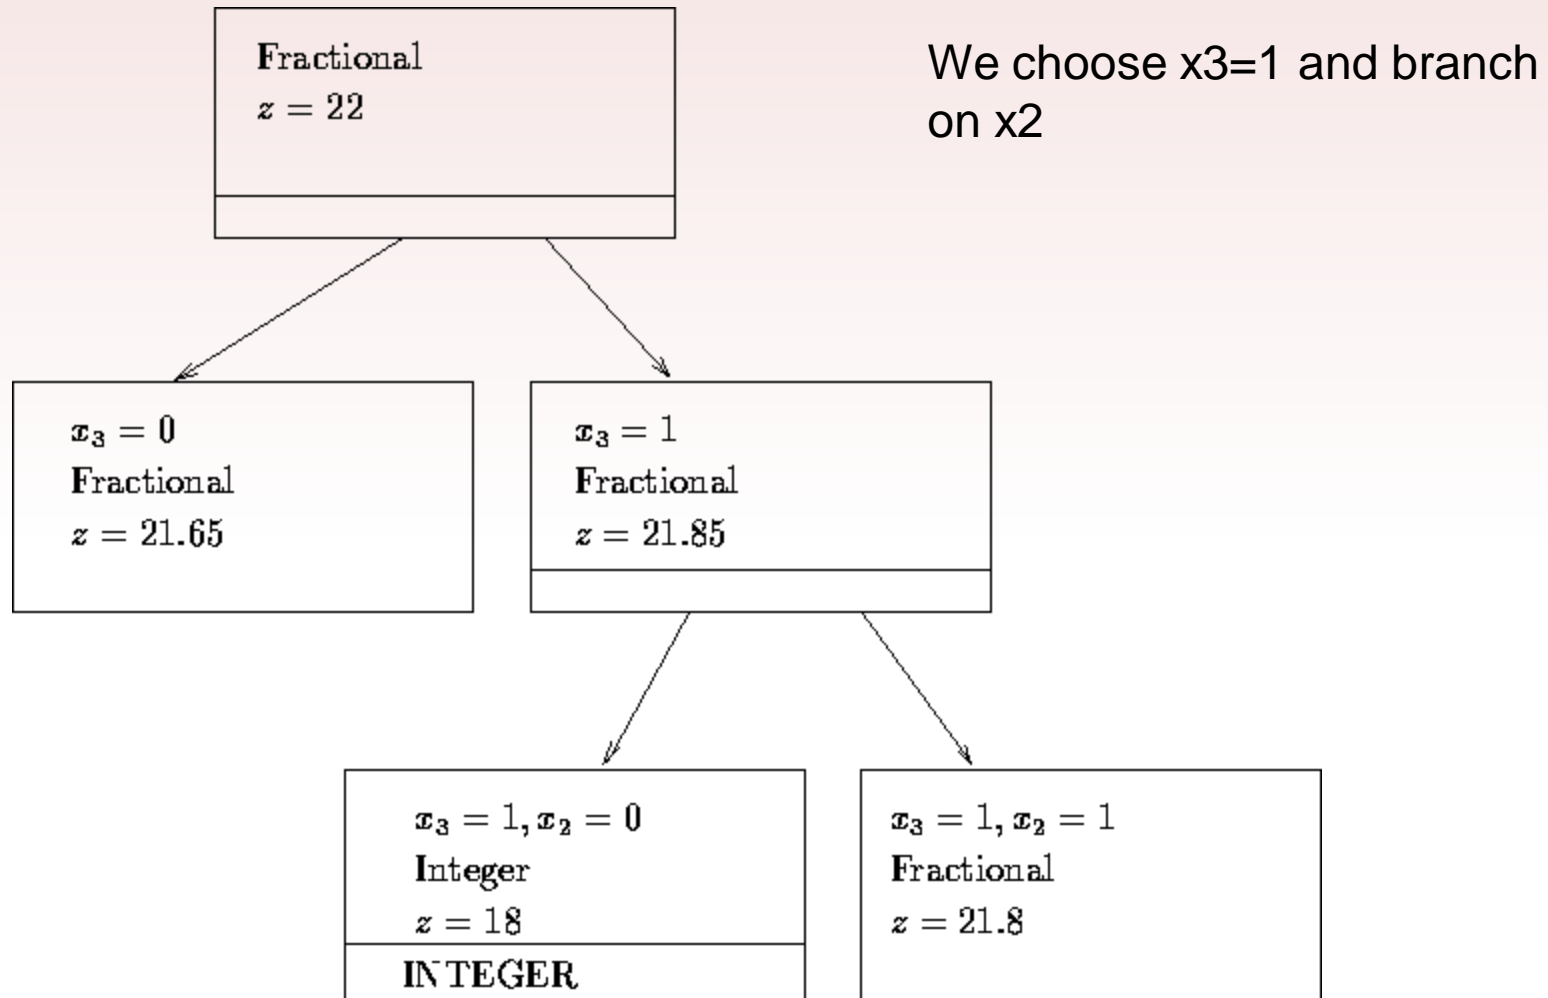 Fractional
z = 22
We choose x3=1 and branch
on x2
x₃ = 0
Fractional
z = 21.65
x₃ = 1
Fractional
z = 21.85
x₃ = 1, x₂ = 0
Integer
z = 18
INTEGER
x₃ = 1, x₂ = 1
Fractional
z = 21.8